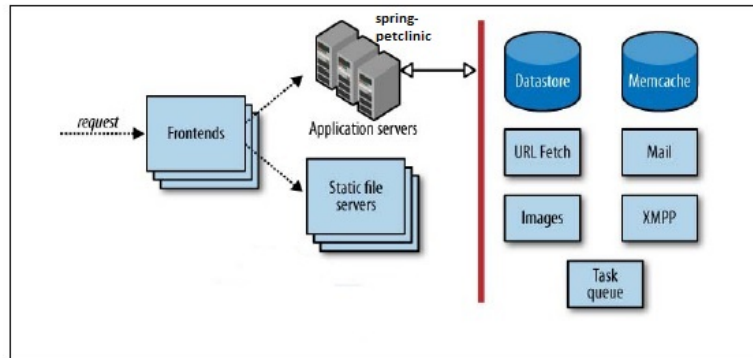 spring-
petclinic
request
Frontends
Application servers
Static file
servers
Datastore
Memcache
URL Fetch
Mail
Images
XMPP
Task
queue